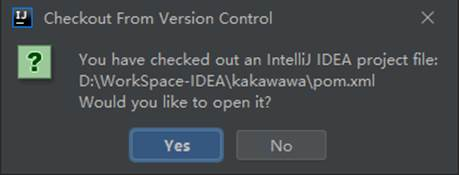 IJ
Checkout From Version Control
You have checked out an IntelliJ IDEA project file:
D:\WorkSpace-IDEA\kakawawa\pom.xml
Would you like to open it?
Yes
No